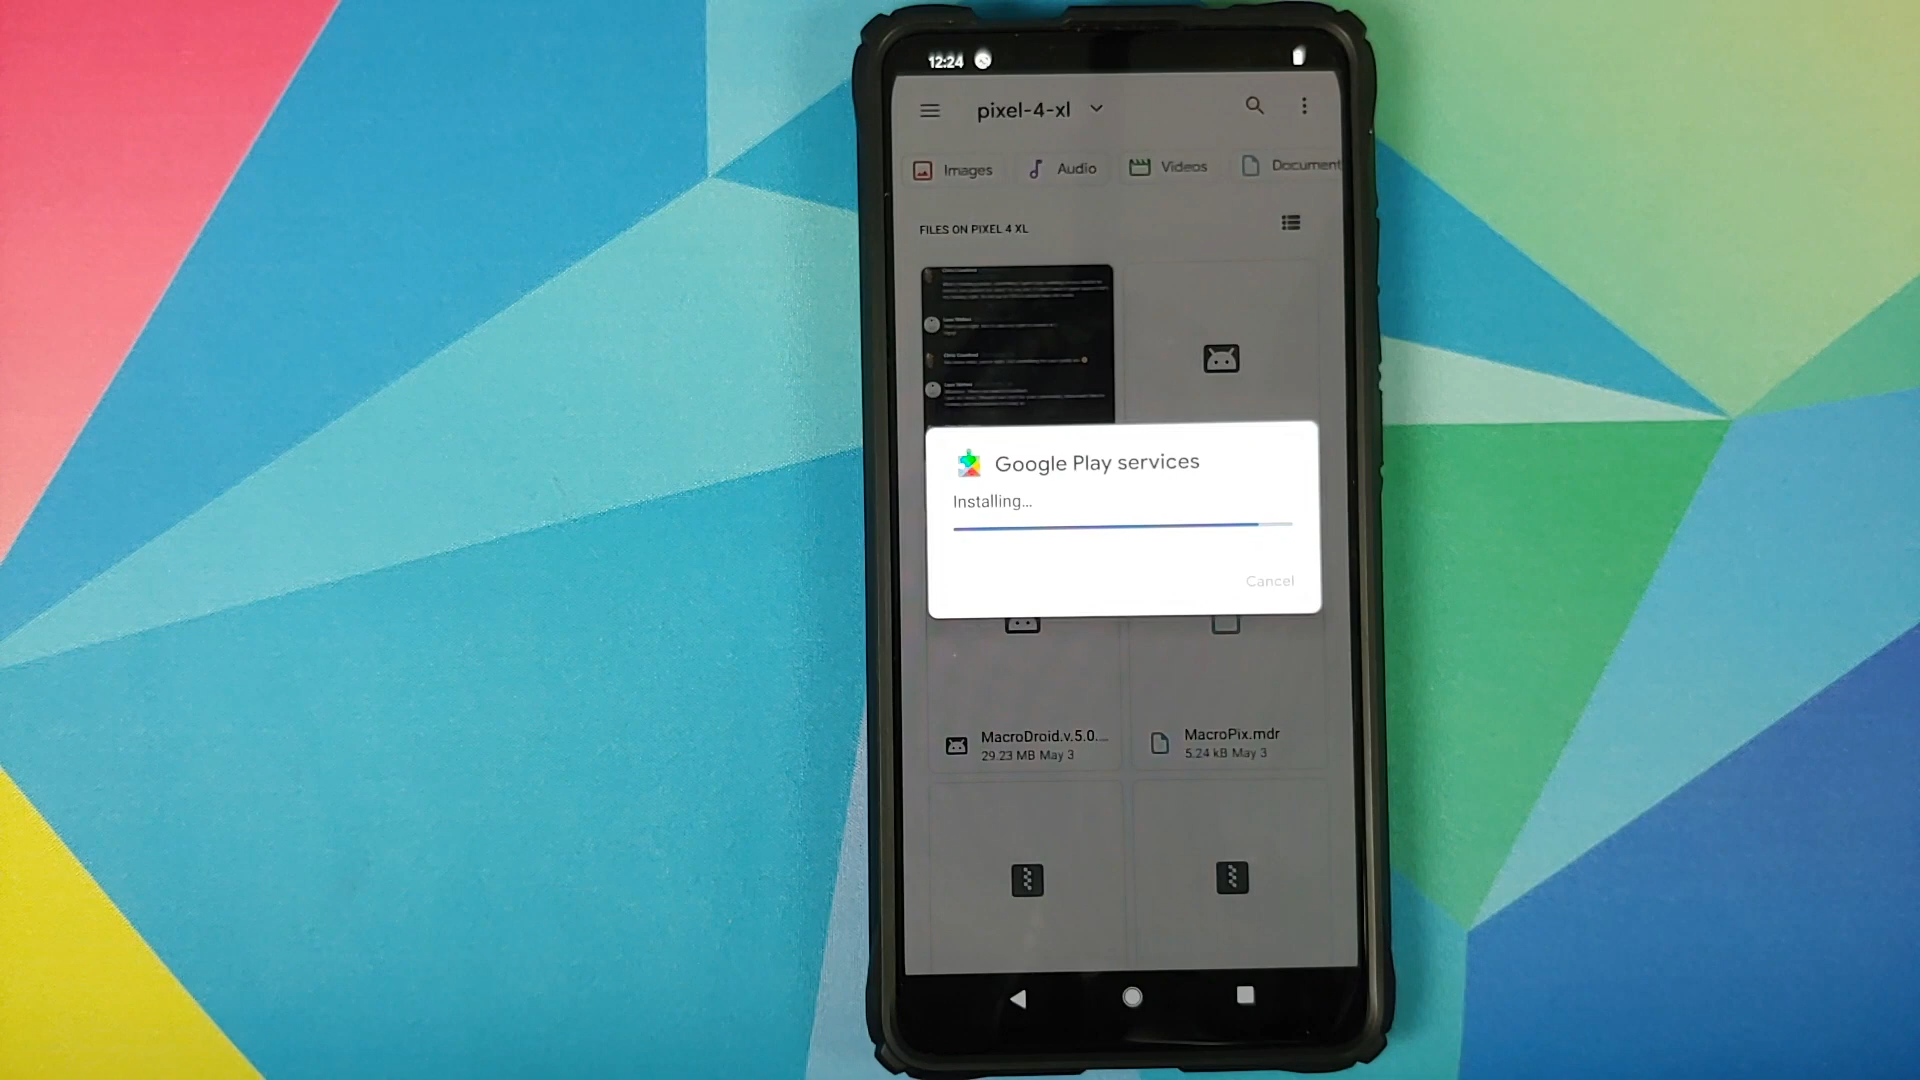 12:24
pixel-4-xl
Images
Audio
Videos
Document
FILES ON PIXEL 4 XL
Google Play services
Installing...
Cancel
MacroDroid.v.5.0....
29.23 MB May 3
MacroPix.mdr
5.24 kB May 3